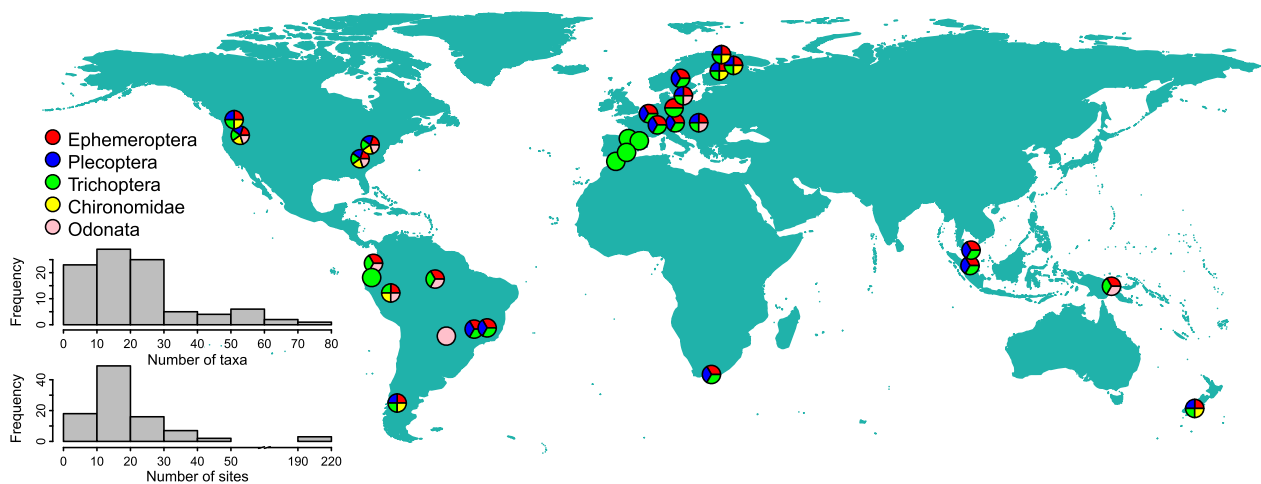 Ephemeroptera
Plecoptera
Trichoptera
Chironomidae
Odonata
Frequency
0 10 20
0 10 20 30 40 50 60 70 80
Number of taxa
Frequency
0 20 40
0 10 20 30 40 50 190 220
Number of sites